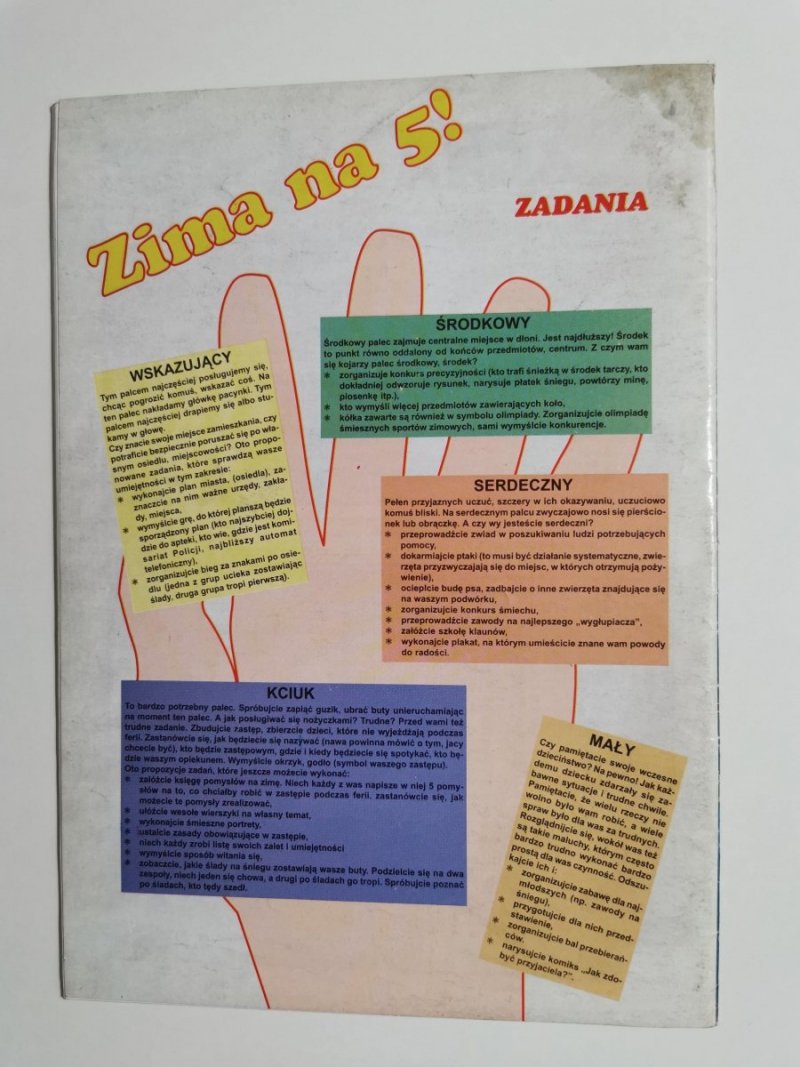 Zima na 5!
ZADANIA
WSKAZUJĄCY
Tym palcem najczęściej posługujemy się,
chcąc pogrozić komuś, wskazać coś. Na
ten palec nakładamy główkę pacynki. Tym
palcem najczęściej drapiemy się albo stu-
kamy w głowę.
Czy znacie swoje miejsce zamieszkania, czy
potraficie bezpiecznie poruszać się po wła-
snym osiedlu, miejscowości? Oto propo-
nowane zadania, które sprawdzą wasze
umiejętności w tym zakresie:
* wykonajcie plan miasta, (osiedla), za-
znaczcie na nim ważne urzędy, zakła-
dy, miejsca,
* wymyślcie grę, do której planszą będzie
sporządzony plan (kto najszybciej doj-
dzie do apteki, kto wie, gdzie jest komi-
sariat Policji, najbliższy automat
telefoniczny),
* zorganizujcie bieg za znakami po osie-
dlu (jedna z grup ucieka zostawiając
ślady, druga grupa tropi pierwszą).
ŚRODKOWY
Środkowy palec zajmuje centralne miejsce w dłoni. Jest najdłuższy! Środek
to punkt równo oddalony od końców przedmiotów, centrum. Z czym wam
się kojarzy palec środkowy, środek?
* zorganizuje konkurs precyzyjności (kto trafi śnieżką w środek tarczy, kto
dokładniej odwzoruje rysunek, narysuje płatek śniegu, powtórzy minę,
piosenkę itp.),
* kto wymyśli więcej przedmiotów zawierających koło,
* kółka zawarte są również w symbolu olimpiady. Zorganizujcie olimpiadę
śmiesznych sportów zimowych, sami wymyślcie konkurencje.
SERDECZNY
Pełen przyjaznych uczuć, szczery w ich okazywaniu, uczuciowo
komuś bliski. Na serdecznym palcu zwyczajowo nosi się pierścio-
nek lub obrączkę. A czy wy jesteście serdeczni?
* przeprowadźcie zwiad w poszukiwaniu ludzi potrzebujących
pomocy,
* dokarmiajcie ptaki (to musi być działanie systematyczne, zwie-
rzęta przyzwyczajają się do miejsc, w których otrzymują poży-
wienie),
* ocieplcie budę psa, zadbajcie o inne zwierzęta znajdujące się
na waszym podwórku,
* zorganizujcie konkurs śmiechu,
* przeprowadźcie zawody na najlepszego „wygłupiacza”,
* załóżcie szkołę klaunów,
* wykonajcie plakat, na którym umieścicie znane wam powody
do radości.
KCIUK
To bardzo potrzebny palec. Spróbujcie zapiąć guzik, ubrać buty unieruchamiając
na moment ten palec. A jak posługiwać się nożyczkami? Trudne? Przed wami też
trudne zadanie. Zbudujcie zastęp, zbierzcie dzieci, które nie wyjeżdżają podczas
ferii. Zastanówcie się, jak będziecie się nazywać (nawa powinna mówić o tym, jacy
chcecie być), kto będzie zastępowym, gdzie i kiedy będziecie się spotykać, kto bę-
dzie waszym opiekunem. Wymyślcie okrzyk, godło (symbol waszego zastępu).
Oto propozycje zadań, które jeszcze możecie wykonać:
* załóżcie księgę pomysłów na zimę. Niech każdy z was napisze w niej 5 pomy-
słów na to, co chciałby robić w zastępie podczas ferii. zastanówcie się, jak
możecie te pomysły zrealizować,
* ułóżcie wesołe wierszyki na własny temat,
* wykonajcie śmieszne portrety,
* ustalcie zasady obowiązujące w zastępie,
* niech każdy zrobi listę swoich zalet i umiejętności
* wymyślcie sposób witania się,
* zobaczcie, jakie ślady na śniegu zostawiają wasze buty. Podzielcie się na dwa
zespoły, niech jeden się chowa, a drugi po śladach go tropi. Spróbujcie poznać
po śladach, kto tędy szedł.
MAŁY
Czy pamiętacie swoje wczesne
dzieciństwo? Na pewno! Jak każ-
demu dziecku zdarzały się za-
bawne sytuacje i trudne chwile.
Pamiętacie, że wielu rzeczy nie
wolno było wam robić, a wiele
spraw było dla was za trudnych.
Rozglądnijcie się, wokół was też
są takie maluchy, którym często
bardzo trudno wykonać bardzo
prostą dla was czynność. Odszu-
kajcie ich i:
* zorganizujcie zabawę dla naj-
młodszych (np. zawody na
śniegu),
* przygotujcie dla nich przed-
stawienie,
* zorganizujcie bal przebierań-
ców.
* narysujcie komiks „Jak zdo-
być przyjaciela?”.